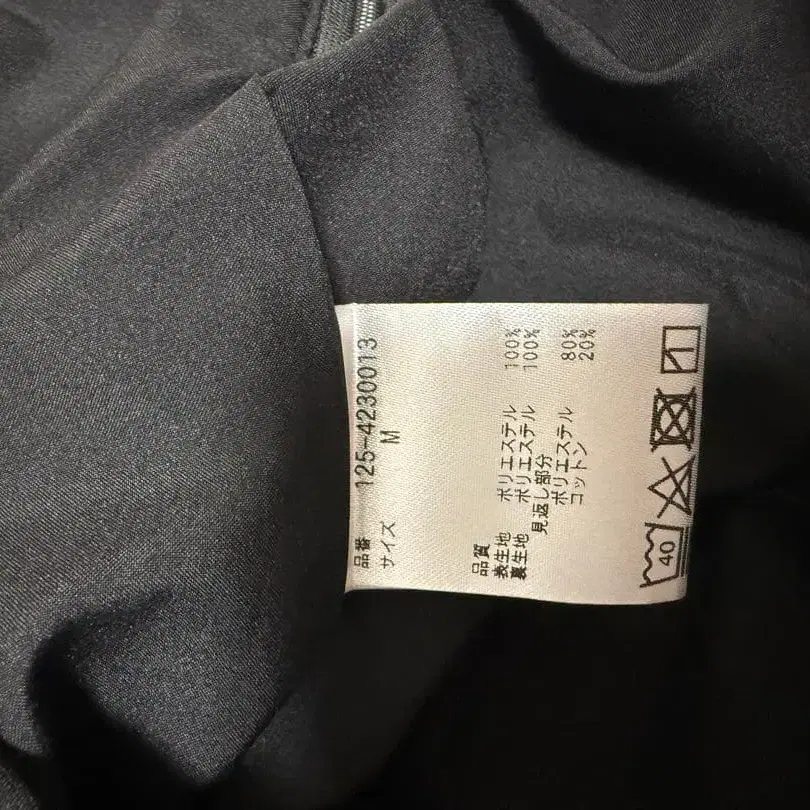 品番 125-4230013
サイズ M
品質
表生地 ポリエステル 100%
裏生地 ポリエステル 100%
見返し部分
ポリエステル 80%
コットン 20%
40